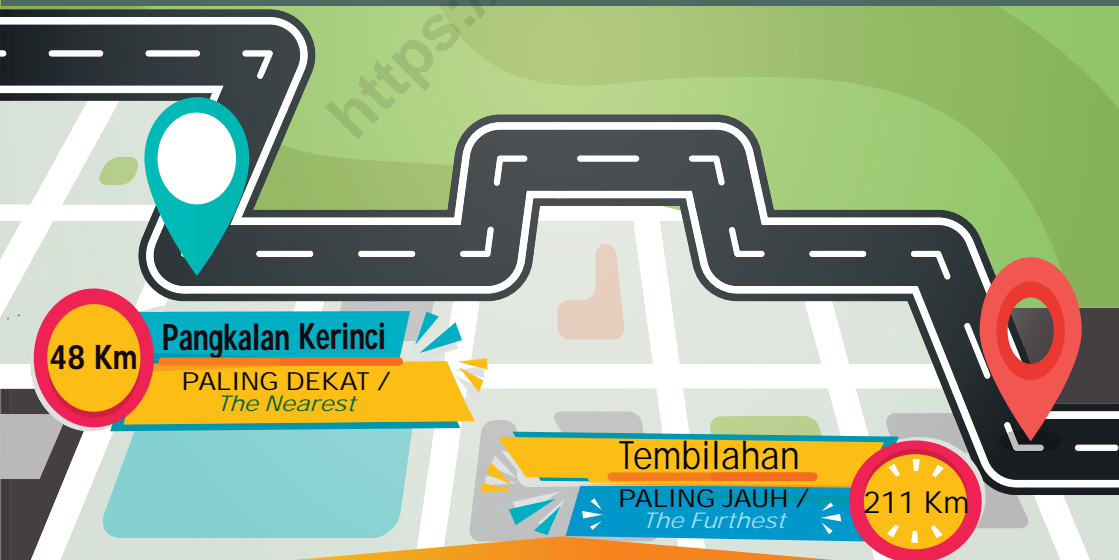 https:/
48 Km
Pangkalan Kerinci
PALING DEKAT /
The Nearest
Tembilahan
PALING JAUH /
The Furthest
211 Km